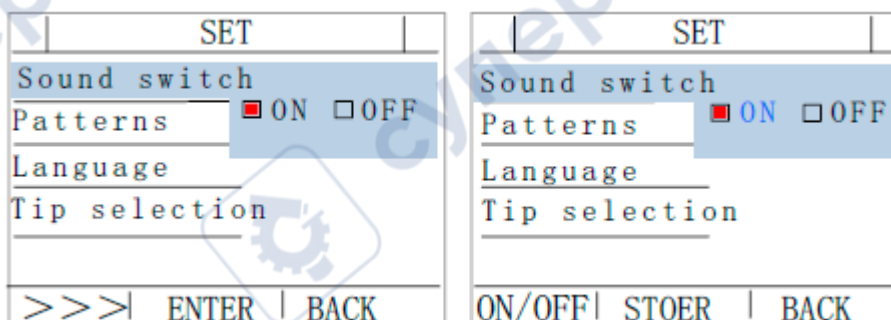 SET
Sound switch
ON OFF
Patterns
Language
Tip selection
>>> ENTER BACK
SET
Sound switch
ON OFF
Patterns
Language
Tip selection
ON/OFF STOER BACK